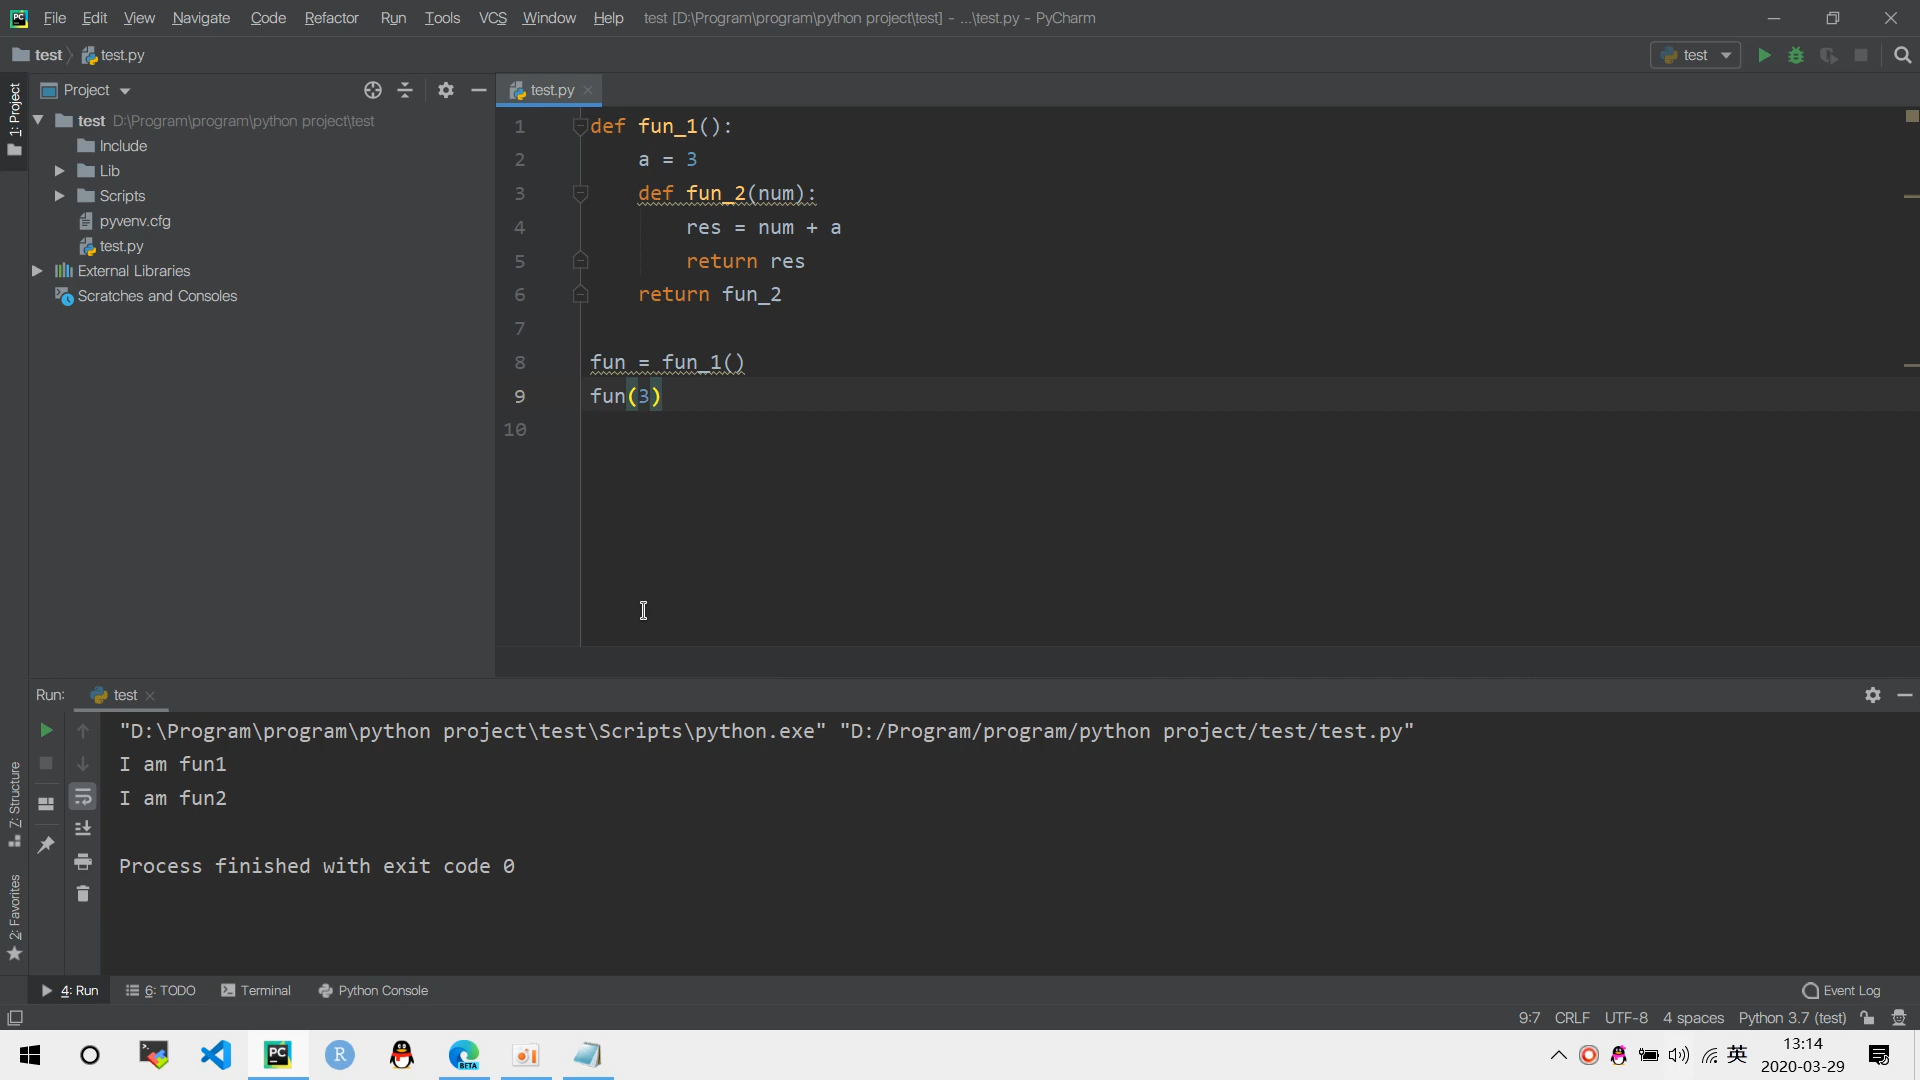 File Edit View Navigate Code Refactor Run Tools VCS Window Help test [D:\Program\program\python project\test] - ...\test.py - PyCharm
test test.py test
Project test.py
1: Project
test D:\Program\program\python project\test
Include
Lib
Scripts
pyvenv.cfg
test.py
External Libraries
Scratches and Consoles
1 def fun_1():
2 a = 3
3 def fun_2(num):
4 res = num + a
5 return res
6 return fun_2
7
8 fun = fun_1()
9 fun(3)
10
Run: test
"D:\Program\program\python project\test\Scripts\python.exe" "D:/Program/program/python project/test/test.py"
I am fun1
I am fun2
Process finished with exit code 0
Z: Structure
2: Favorites
4: Run 6: TODO Terminal Python Console Event Log
9:7 CRLF UTF-8 4 spaces Python 3.7 (test)
PC R BETA 英 13:14
2020-03-29